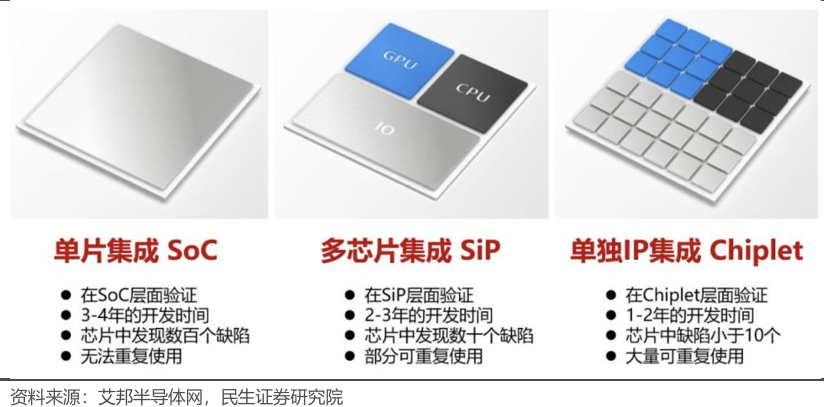 GPU
CPU
IO
单片集成 SoC
● 在SoC层面验证
● 3-4年的开发时间
● 芯片中发现数百个缺陷
● 无法重复使用
多芯片集成 SiP
● 在SiP层面验证
● 2-3年的开发时间
● 芯片中发现数十个缺陷
● 部分可重复使用
单独IP集成 Chiplet
● 在Chiplet层面验证
● 1-2年的开发时间
● 芯片中缺陷小于10个
● 大量可重复使用
资料来源：艾邦半导体网，民生证券研究院